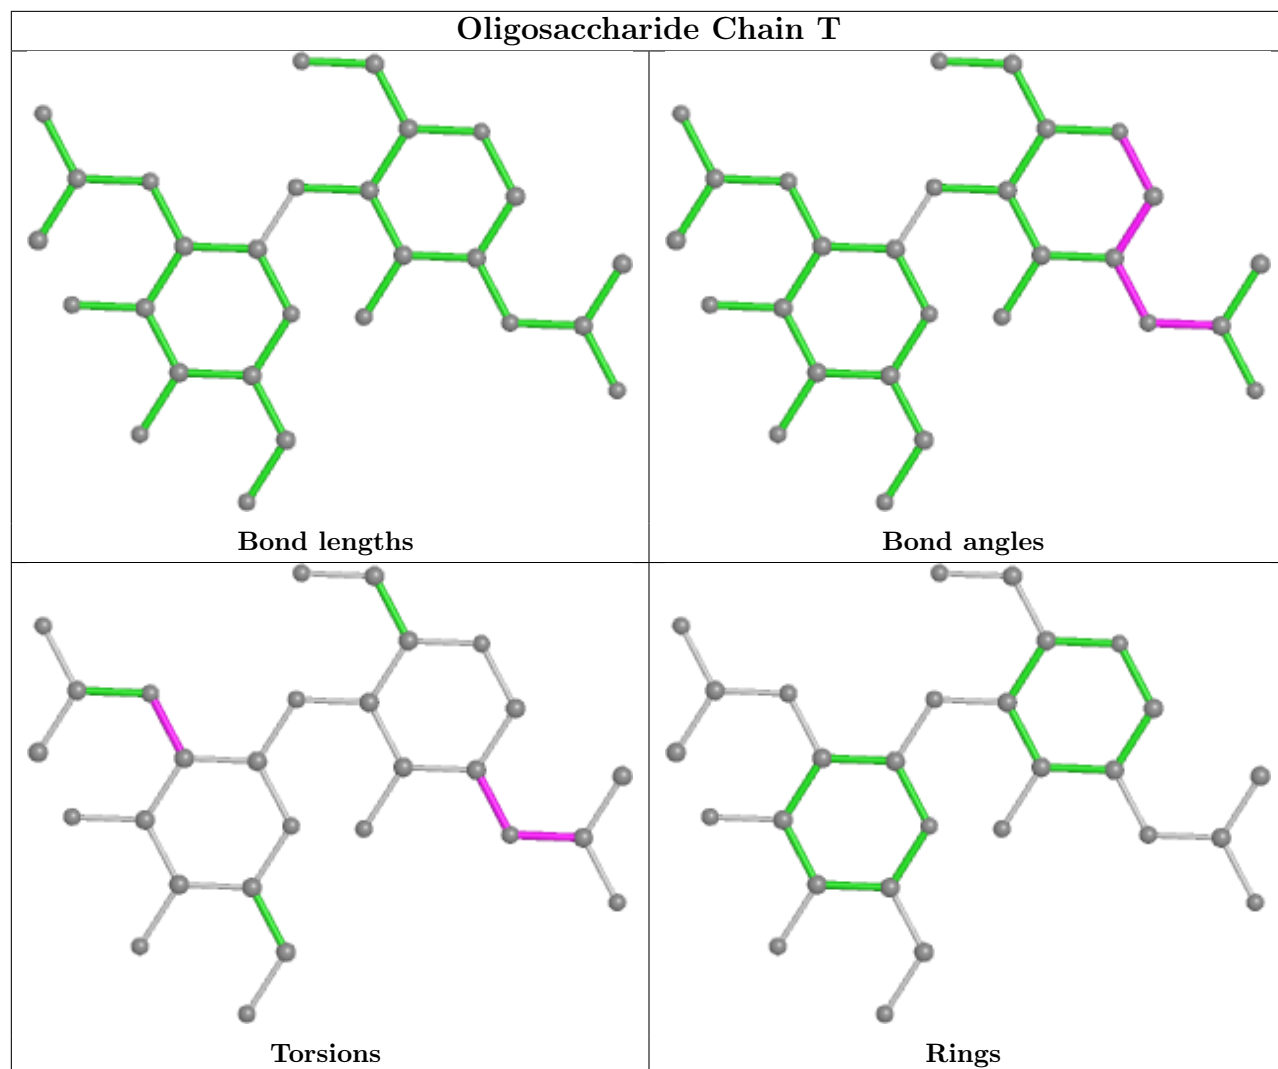 Oligosaccharide Chain T
Bond lengths
Bond angles
Torsions
Rings